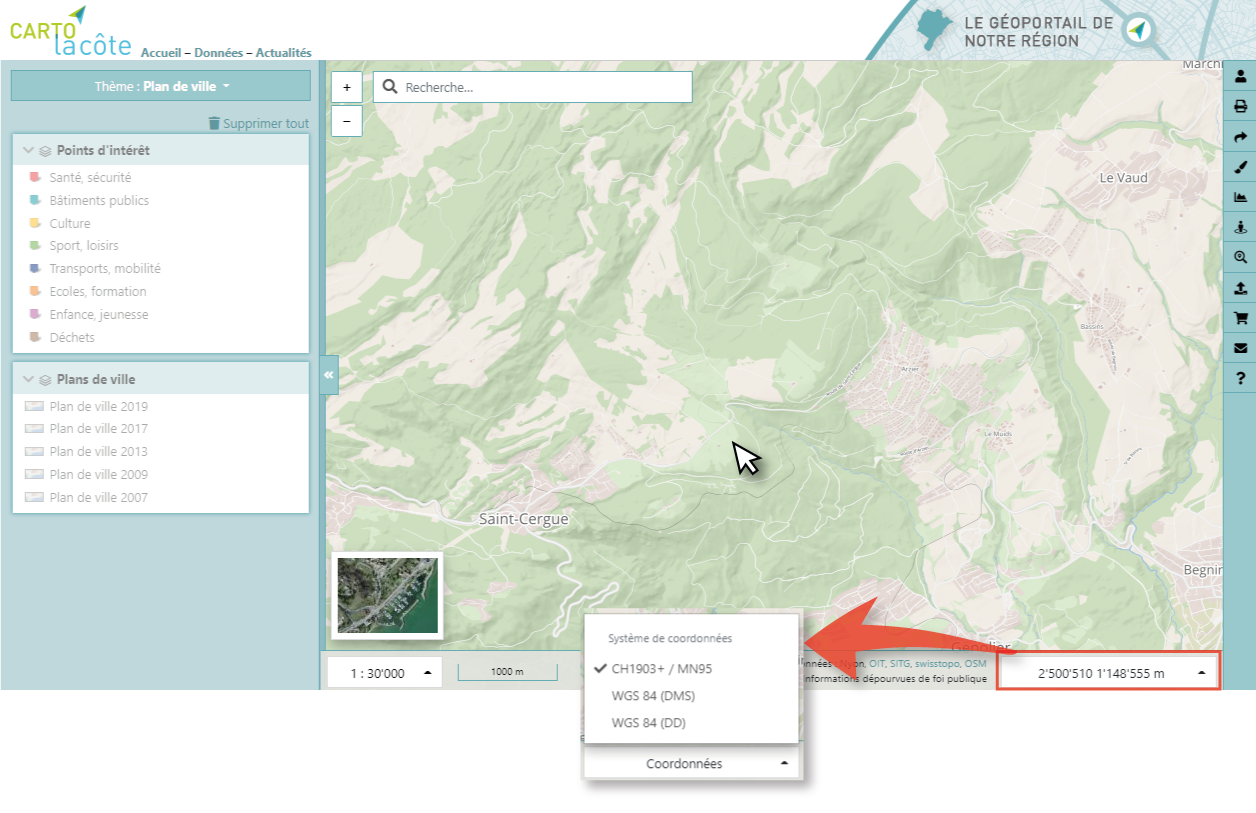 CARTO
lacôte
Accueil – Données – Actualités
LE GÉOPORTAIL DE
NOTRE RÉGION
Thème : Plan de ville
Supprimer tout
Points d'intérêt
Santé, sécurité
Bâtiments publics
Culture
Sport, loisirs
Transports, mobilité
Ecoles, formation
Enfance, jeunesse
Déchets
Plans de ville
Plan de ville 2019
Plan de ville 2017
Plan de ville 2013
Plan de ville 2009
Plan de ville 2007
+
Recherche...
−
«
March
Le Vaud
Bassins
Arzier
Le Muids
Saint-Cergue
Begnin
Genolier
?
1 : 30'000
1000 m
nnées : Nyon, OIT, SITG, swisstopo, OSM
nformations dépourvues de foi publique
2'500'510 1'148'555 m
Système de coordonnées
CH1903+ / MN95
WGS 84 (DMS)
WGS 84 (DD)
Coordonnées